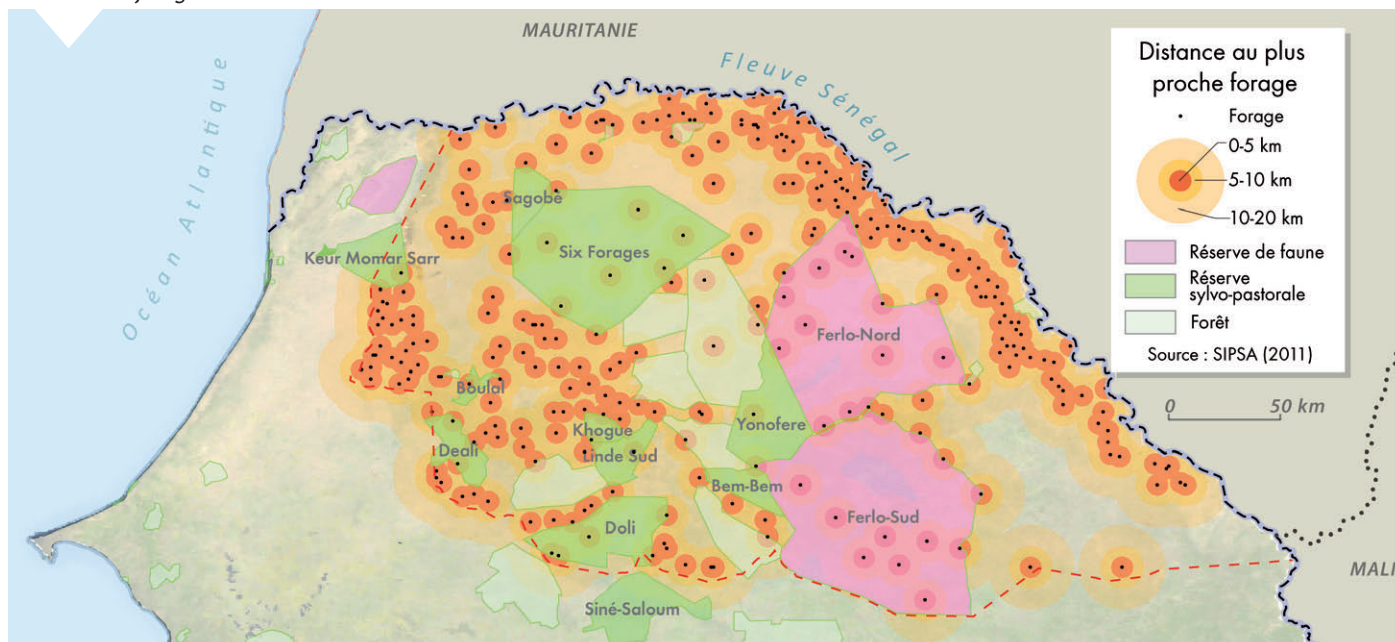 MAURITANIE
Fleuve Sénégal
Océan Atlantique
Distance au plus
proche forage
Forage
0-5 km
5-10 km
10-20 km
Réserve de faune
Réserve
sylvo-pastorale
Forêt
Source : SIPSA (2011)
0 50 km
Sagobe
Keur Momar Sarr
Six Forages
Ferlo-Nord
Boulal
Khogue
Yonofere
Deali
Linde Sud
Bem-Bem
Doli
Ferlo-Sud
MALI
Siné-Saloum